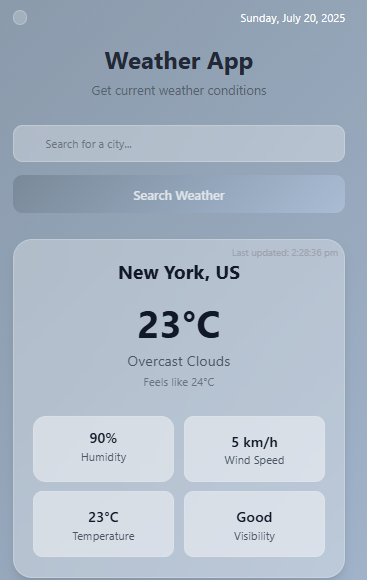 Sunday, July 20, 2025
Weather App
Get current weather conditions
Search for a city...
Search Weather
Last updated: 2:28:36 pm
New York, US
23°C
Overcast Clouds
Feels like 24°C
90%
Humidity
5 km/h
Wind Speed
23°C
Temperature
Good
Visibility